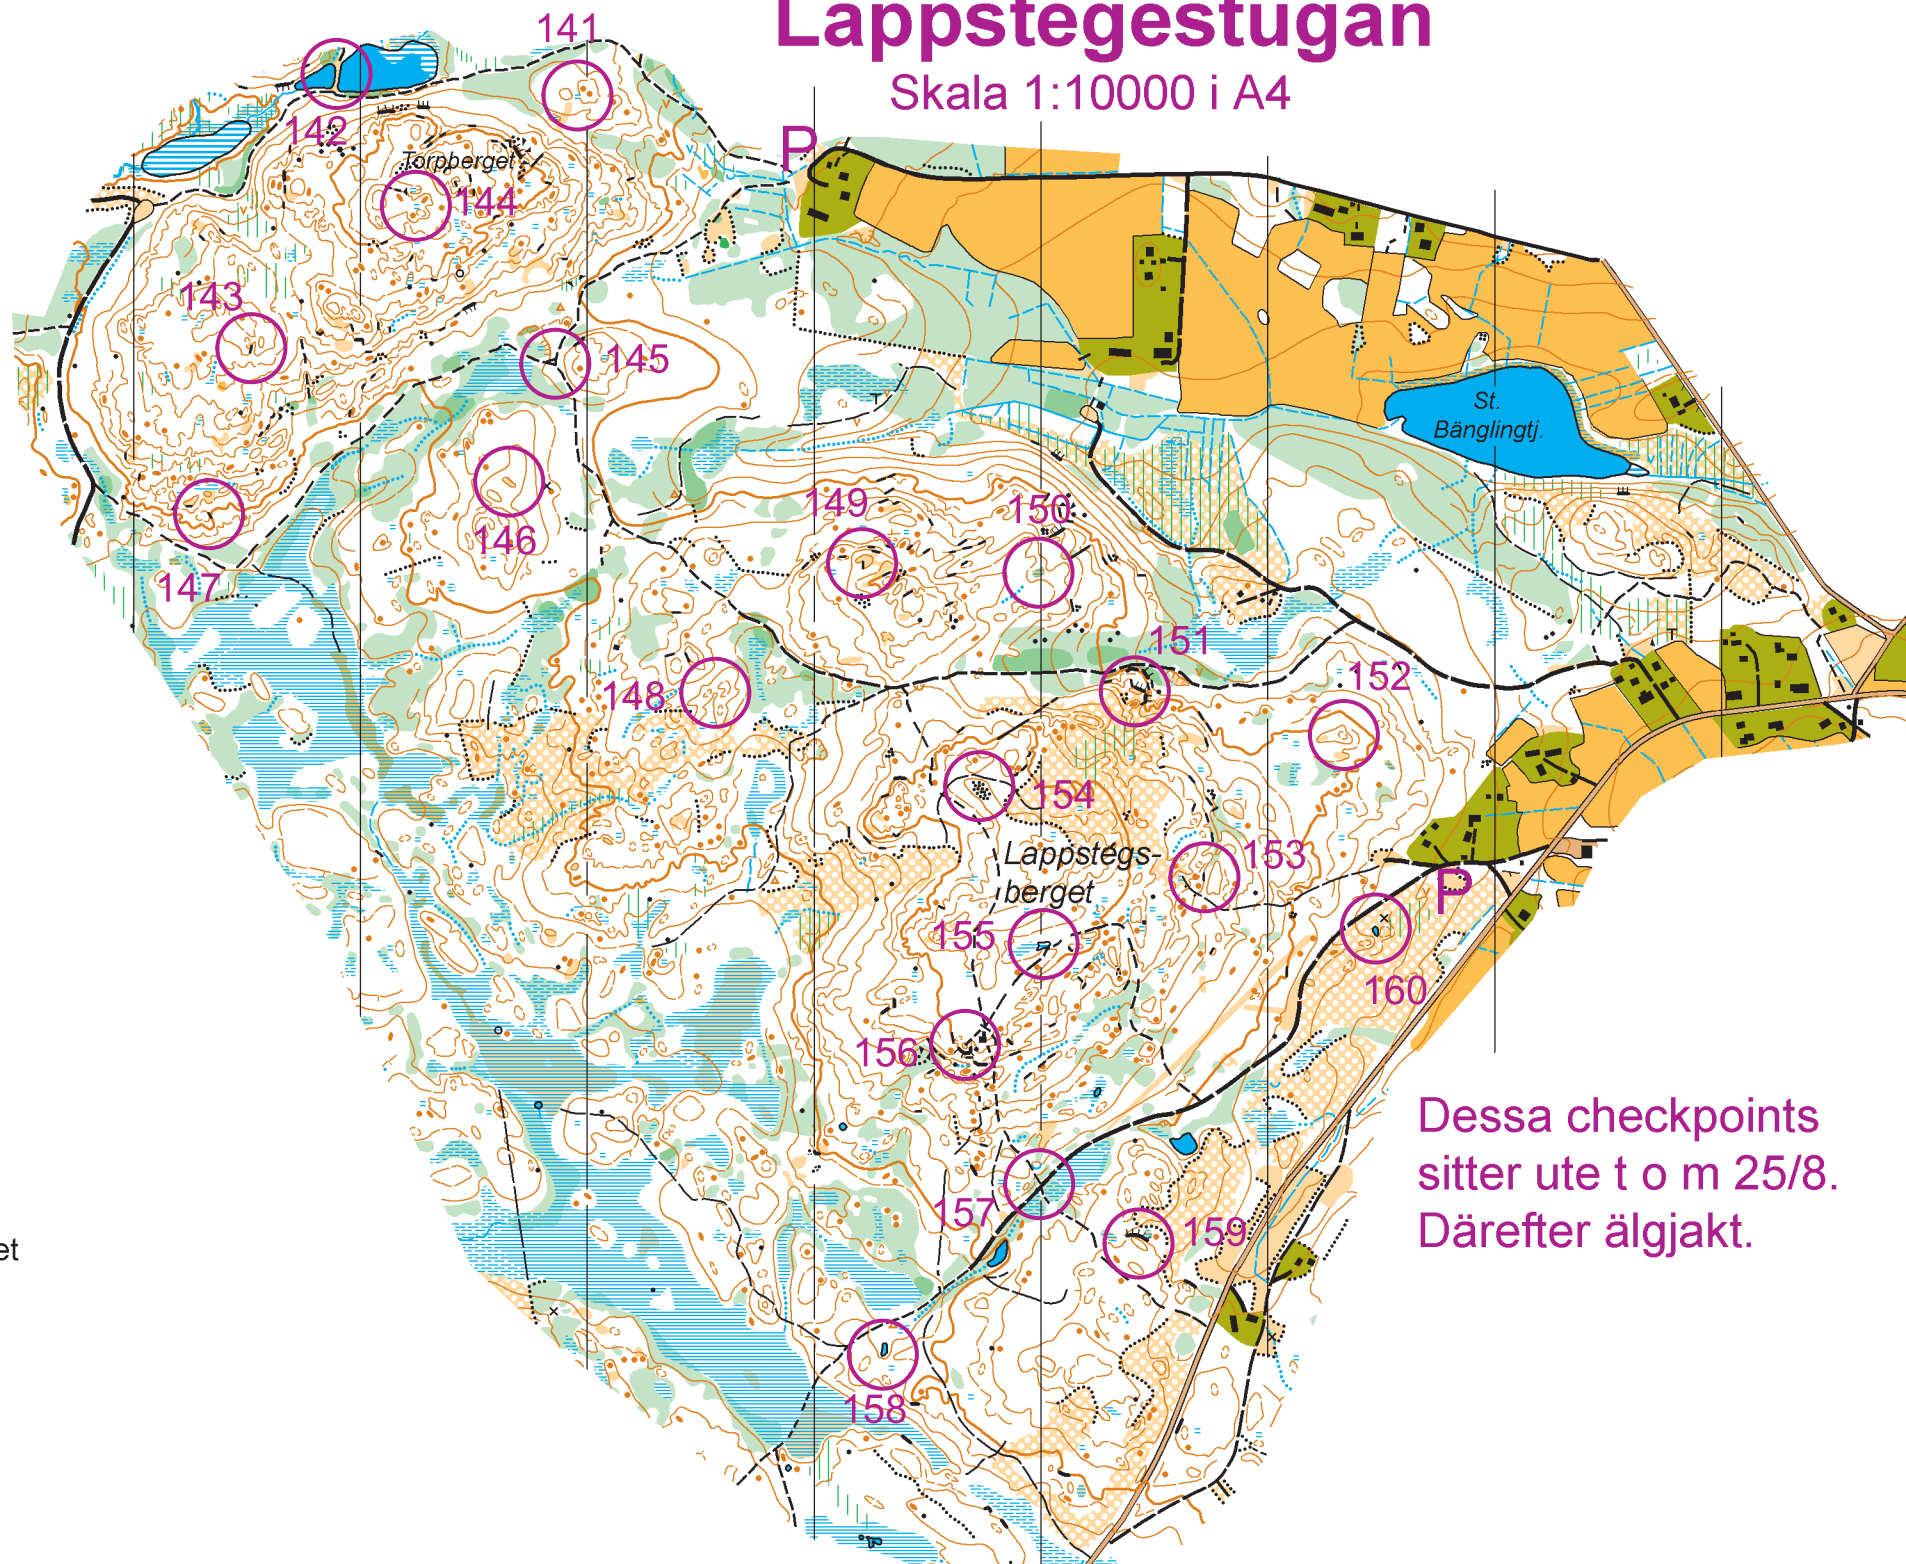 Lappstegestugan
Skala 1:10000 i A4
141
142
P
Torpberget
144
143
145
St.
Bänglingtj.
149
150
146
147
151
148
152
154
Lappstegs-
berget
153
P
155
160
156
Dessa checkpoints
sitter ute t o m 25/8.
Därefter älgjakt.
157
159
et
158